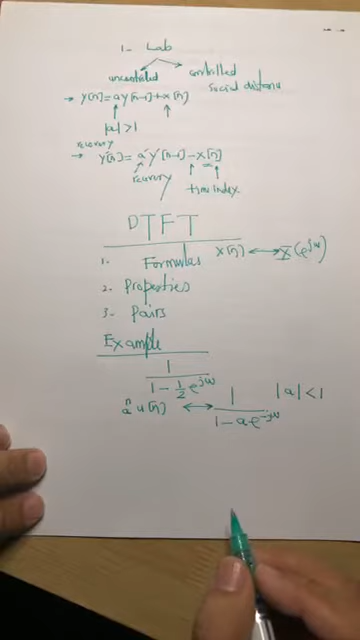 1- Lab
uncontrolled controlled
social distance
→ y[n] = a y[n-1] + x[n]
|a| > 1
recovery
→ y'[n] = a' y'[n-1] - x[n]
recovery time index.
DTFT
1. Formulas x[n] ↔ X(e^jω)
2. Properties
3- Pairs
Example
1 / (1 - 1/2 e^jω)
a^n u[n] ↔ 1 / (1 - a e^-jω) |a| < 1